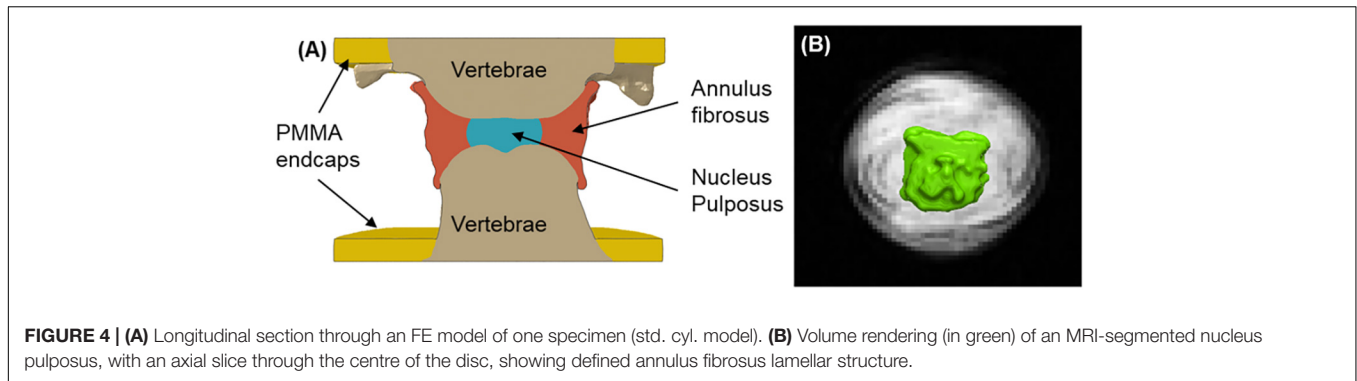 (A)
Vertebrae
PMMA
endcaps
Annulus
fibrosus
Nucleus
Pulposus
Vertebrae
(B)
FIGURE 4 | (A) Longitudinal section through an FE model of one specimen (std. cyl. model). (B) Volume rendering (in green) of an MRI-segmented nucleus
pulposus, with an axial slice through the centre of the disc, showing defined annulus fibrosus lamellar structure.